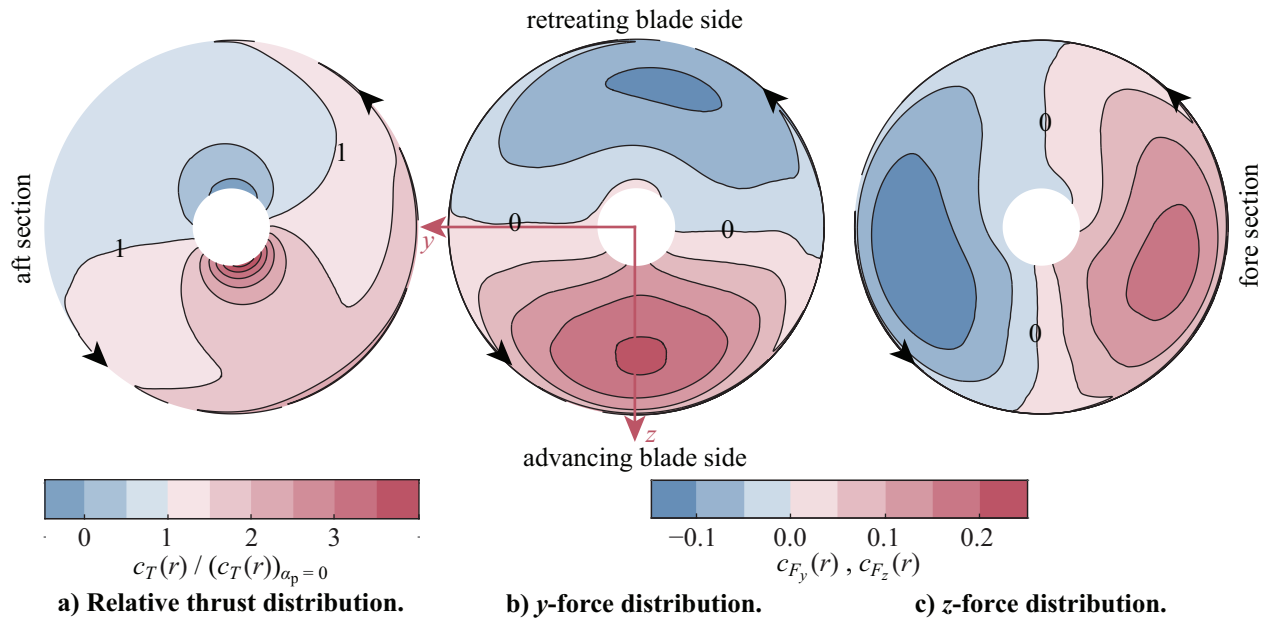 retreating blade side
aft section
fore section
1
1
0
0
0
0
y
z
advancing blade side
0 1 2 3
−0.1 0.0 0.1 0.2
c_T(r) / (c_T(r))_{α_p = 0}
c_{F_y}(r) , c_{F_z}(r)
a) Relative thrust distribution.
b) y-force distribution.
c) z-force distribution.